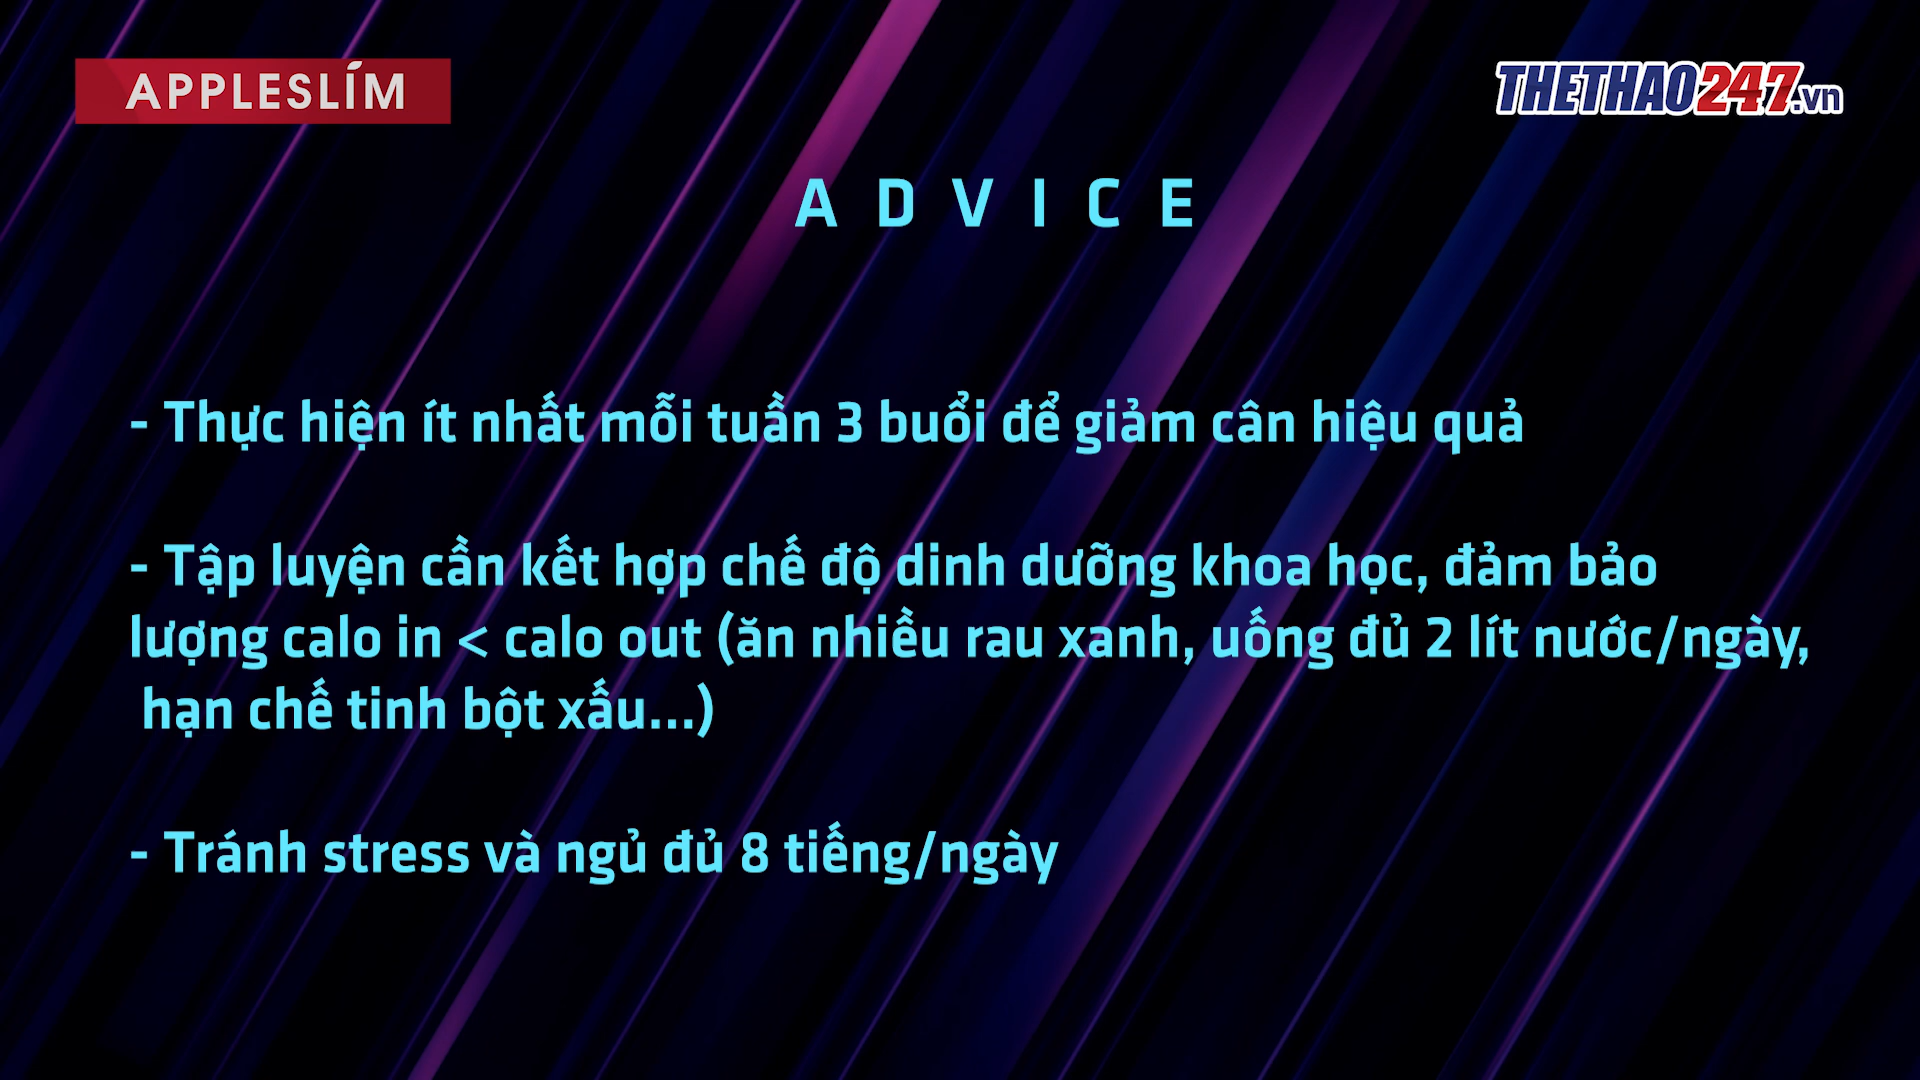 APPLESLÍM
THETHAO247.vn
ADVICE
- Thực hiện ít nhất mỗi tuần 3 buổi để giảm cân hiệu quả
- Tập luyện cần kết hợp chế độ dinh dưỡng khoa học, đảm bảo
lượng calo in < calo out (ăn nhiều rau xanh, uống đủ 2 lít nước/ngày,
hạn chế tinh bột xấu...)
- Tránh stress và ngủ đủ 8 tiếng/ngày